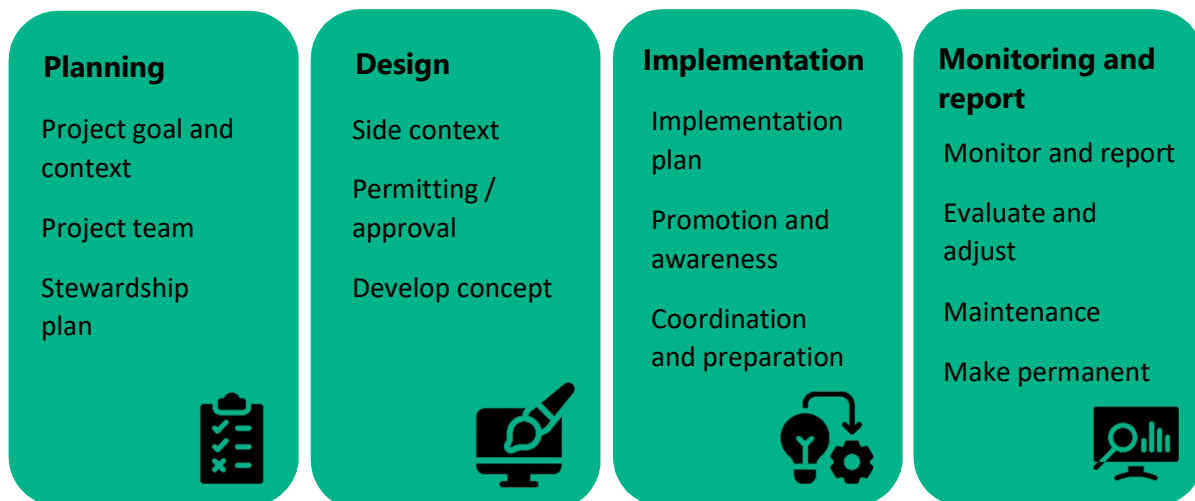 Planning
Project goal and
context
Project team
Stewardship
plan
Design
Side context
Permitting /
approval
Develop concept
Implementation
Implementation
plan
Promotion and
awareness
Coordination
and preparation
Monitoring and
report
Monitor and report
Evaluate and
adjust
Maintenance
Make permanent